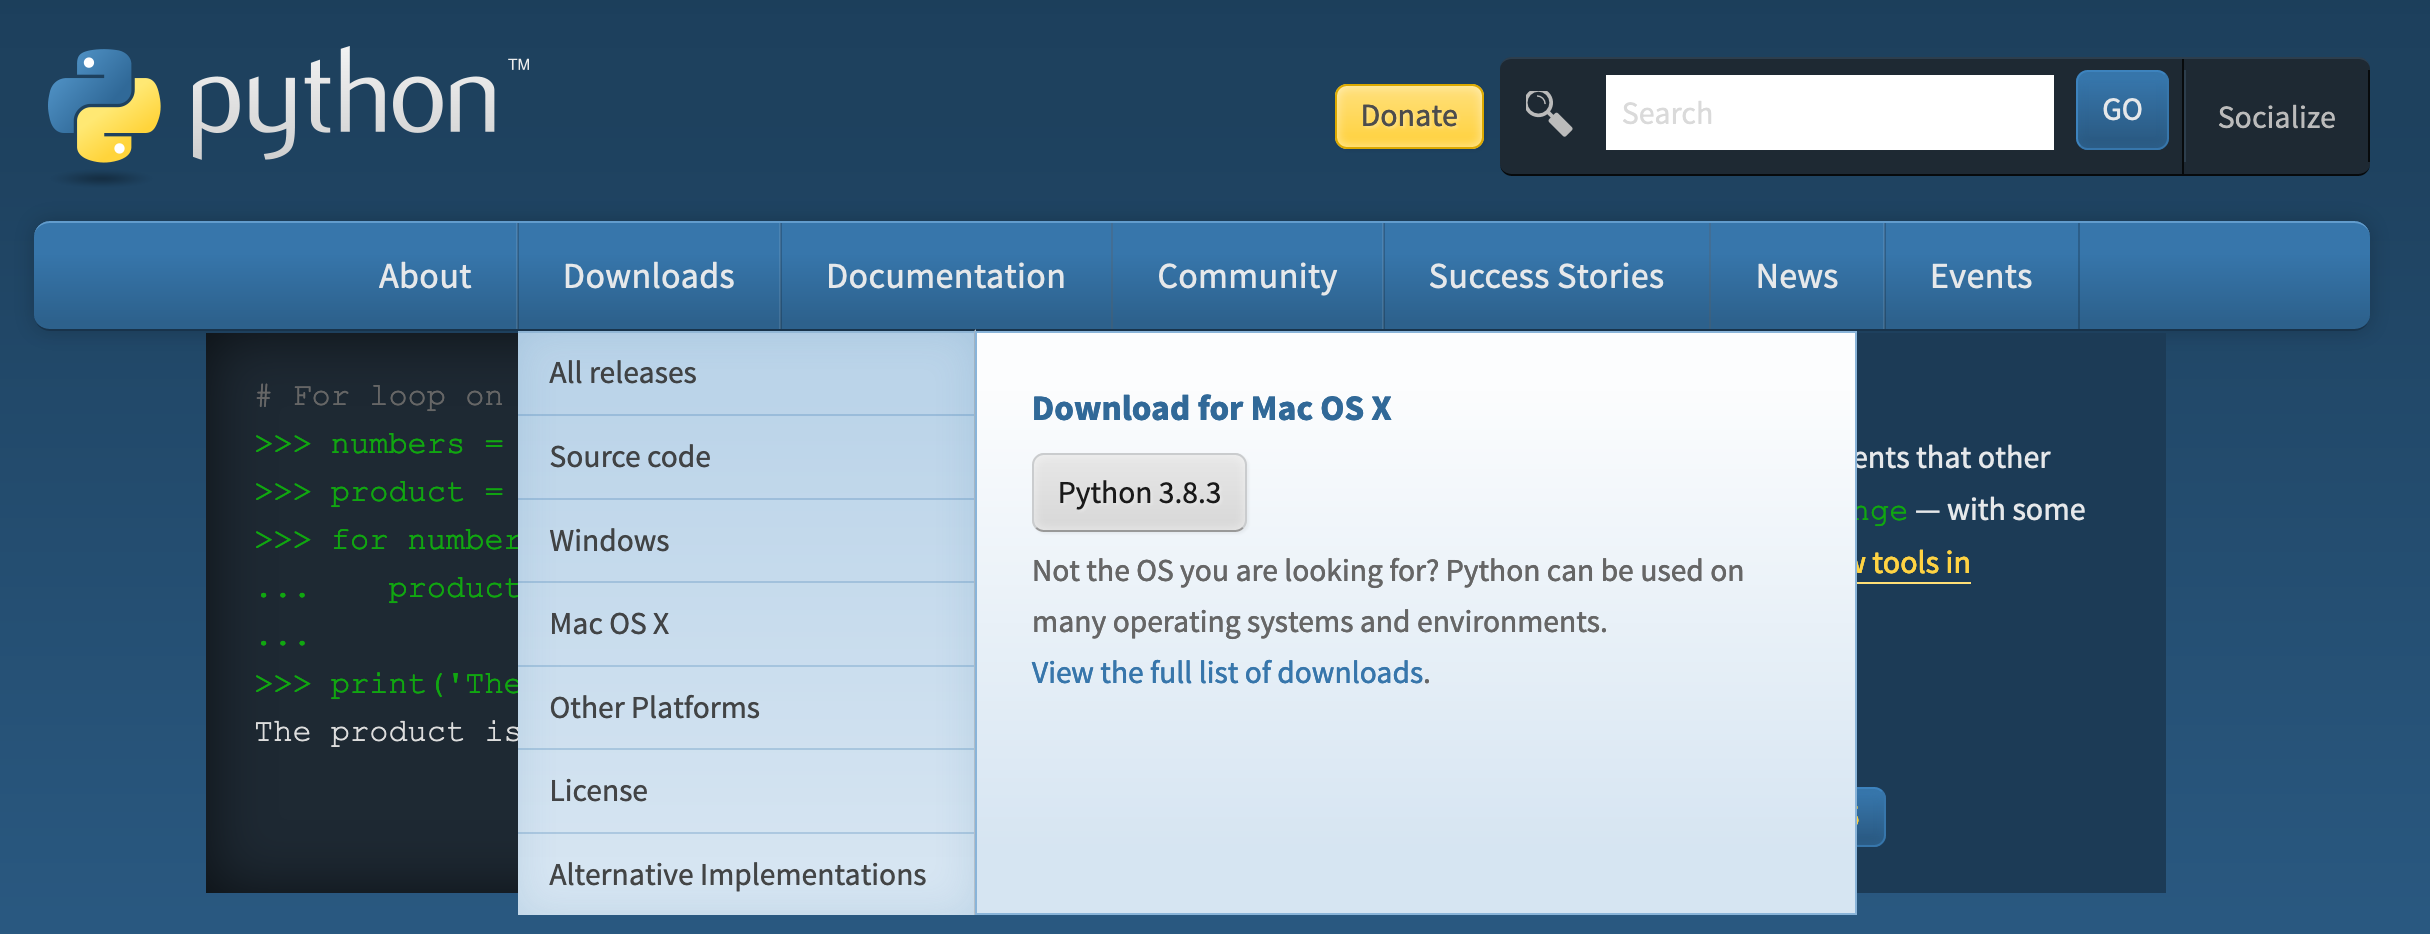 python™
Donate
Search
GO
Socialize
About
Downloads
Documentation
Community
Success Stories
News
Events
All releases
Source code
Windows
Mac OS X
Other Platforms
License
Alternative Implementations
Download for Mac OS X
Python 3.8.3
Not the OS you are looking for? Python can be used on
many operating systems and environments.
View the full list of downloads.
# For loop on
>>> numbers =
>>> product =
>>> for number
...    product
...
>>> print('The
The product is
that other
— with some
tools in